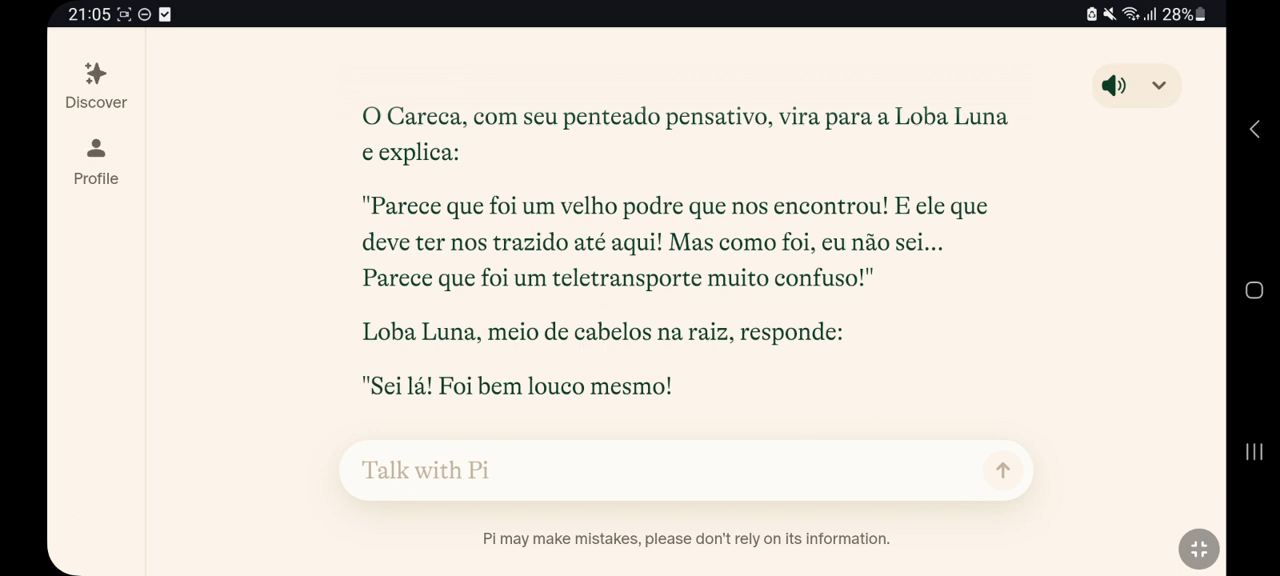 21:05
28%
Discover
Profile
O Careca, com seu penteado pensativo, vira para a Loba Luna
e explica:
"Parece que foi um velho podre que nos encontrou! E ele que
deve ter nos trazido até aqui! Mas como foi, eu não sei...
Parece que foi um teletransporte muito confuso!"
Loba Luna, meio de cabelos na raiz, responde:
"Sei lá! Foi bem louco mesmo!
Talk with Pi
Pi may make mistakes, please don't rely on its information.